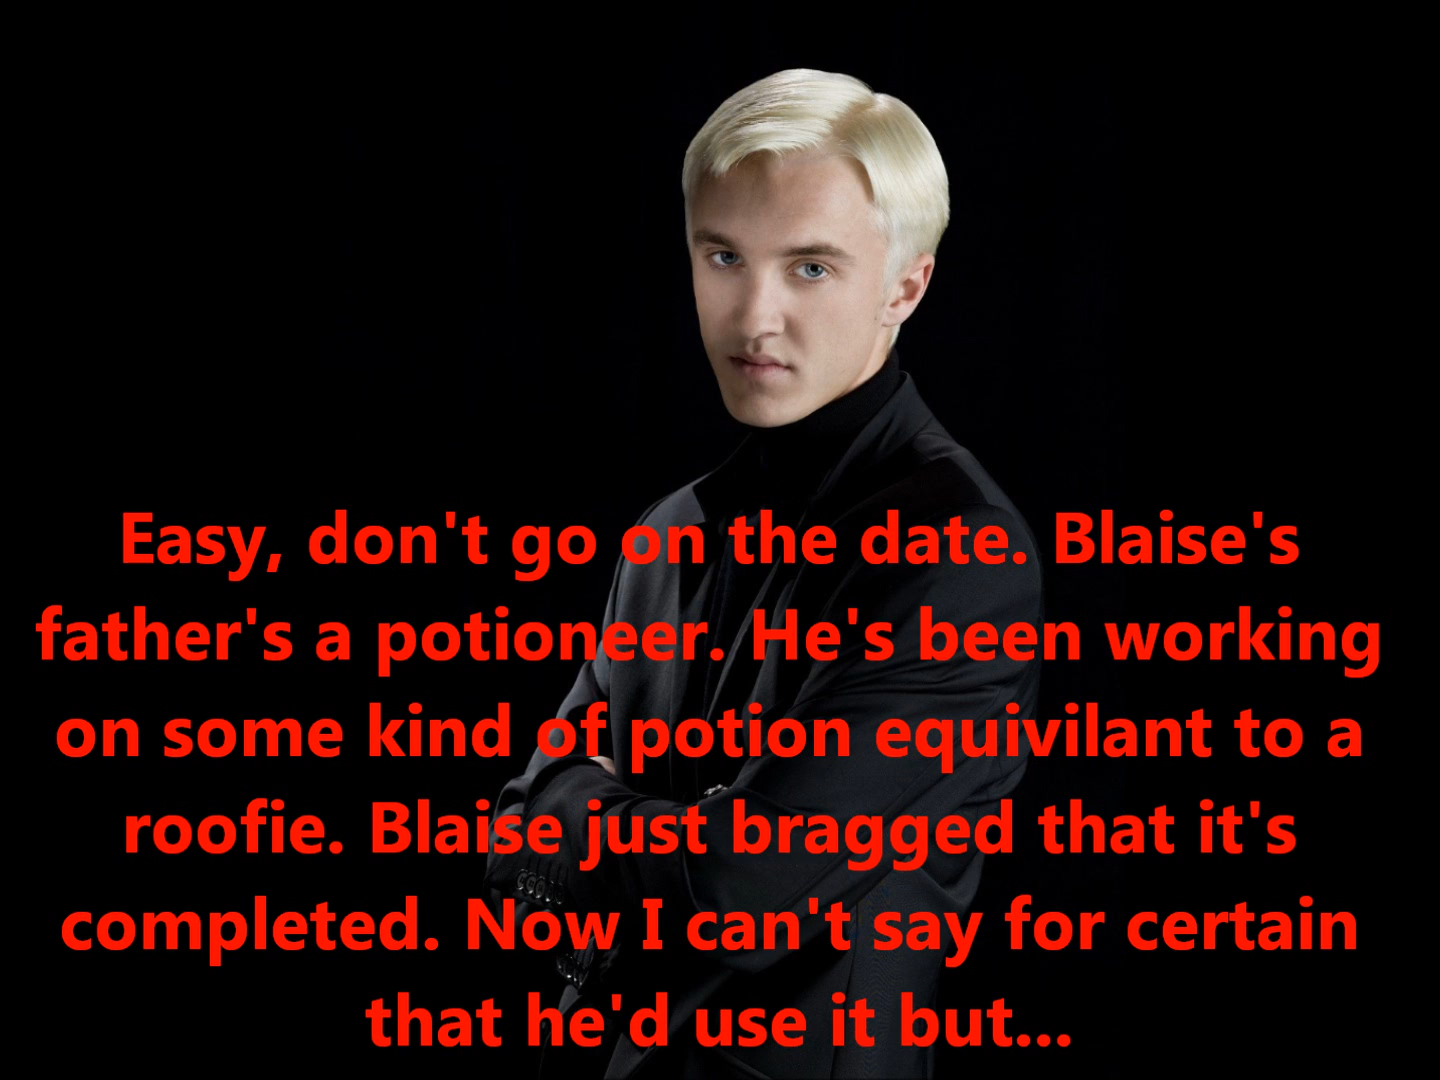 Easy, don't go on the date. Blaise's
father's a potioneer. He's been working
on some kind of potion equivilant to a
roofie. Blaise just bragged that it's
completed. Now I can't say for certain
that he'd use it but...